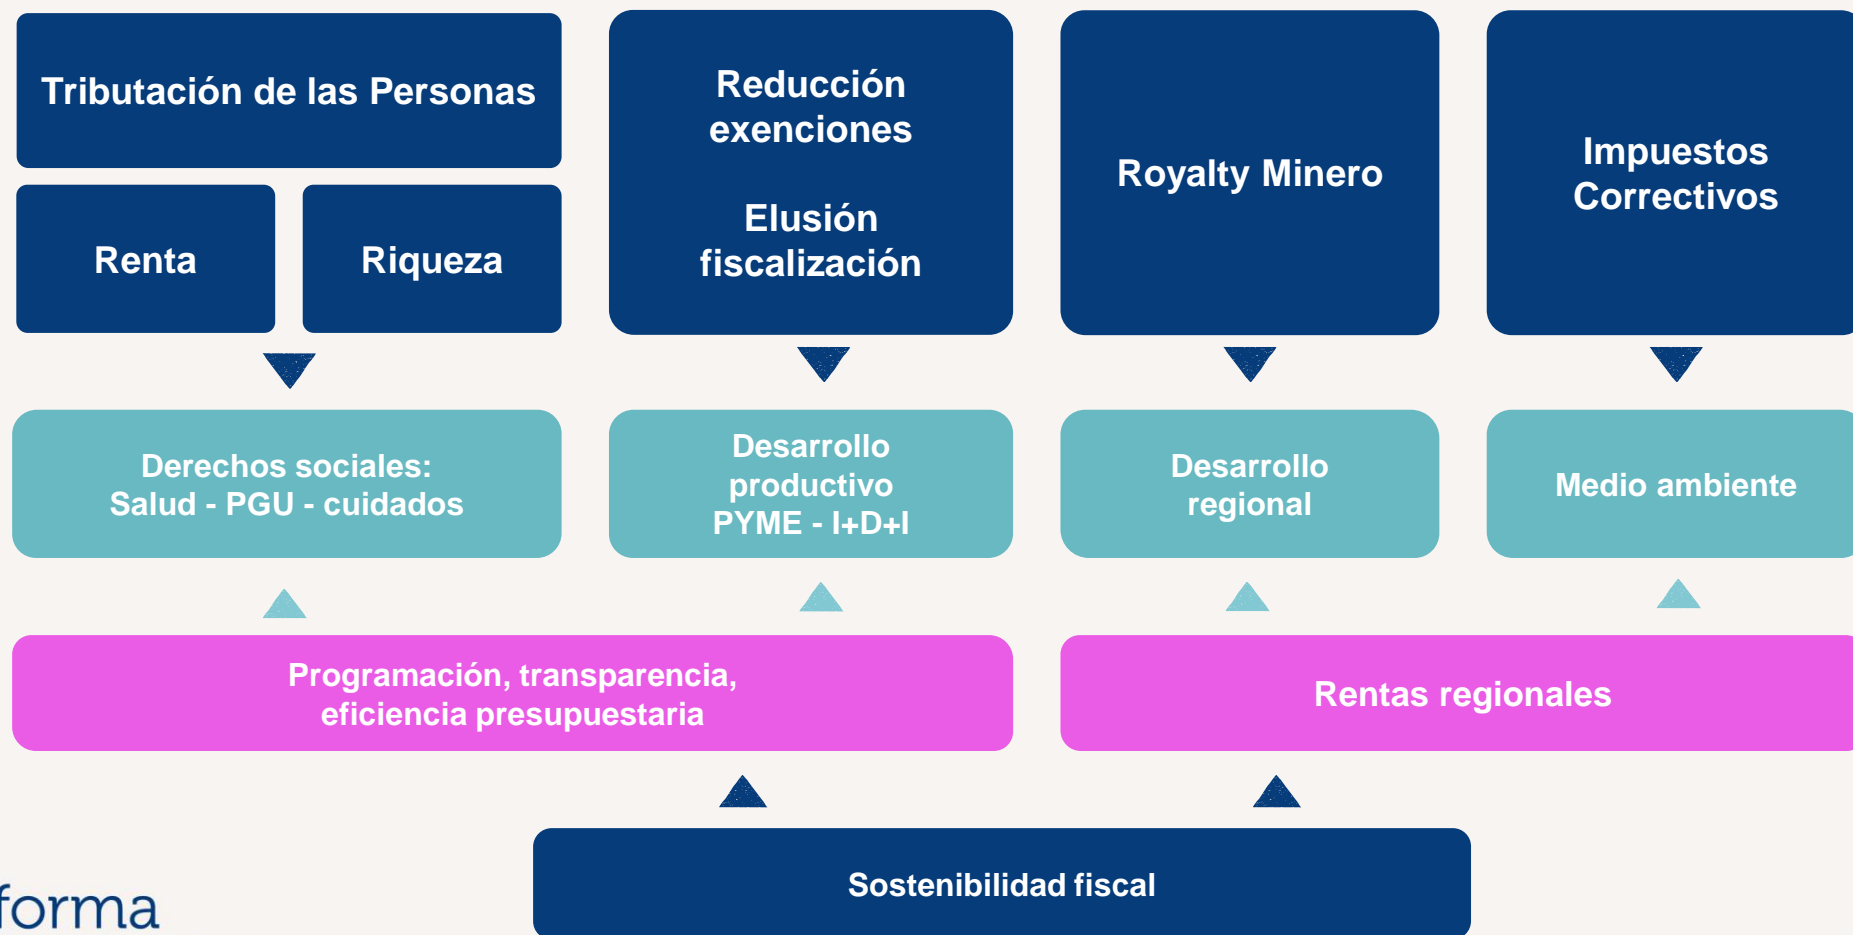 Tributación de las Personas
Renta
Riqueza
Reducción
exenciones
Elusión
fiscalización
Royalty Minero
Impuestos
Correctivos
Derechos sociales:
Salud - PGU - cuidados
Desarrollo
productivo
PYME - I+D+I
Desarrollo
regional
Medio ambiente
Programación, transparencia,
eficiencia presupuestaria
Rentas regionales
Sostenibilidad fiscal
forma